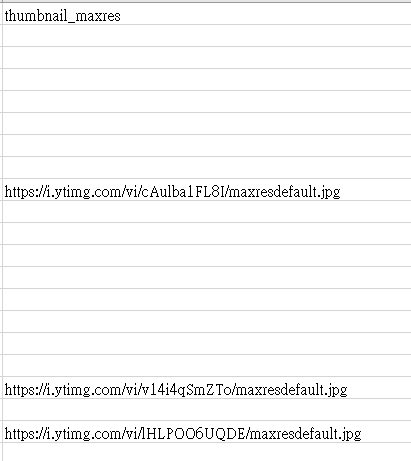 thumbnail_maxres
https://i.ytimg.com/vi/cAulba1FL8I/maxresdefault.jpg
https://i.ytimg.com/vi/v14i4qSmZTo/maxresdefault.jpg
https://i.ytimg.com/vi/lHLPOO6UQDE/maxresdefault.jpg